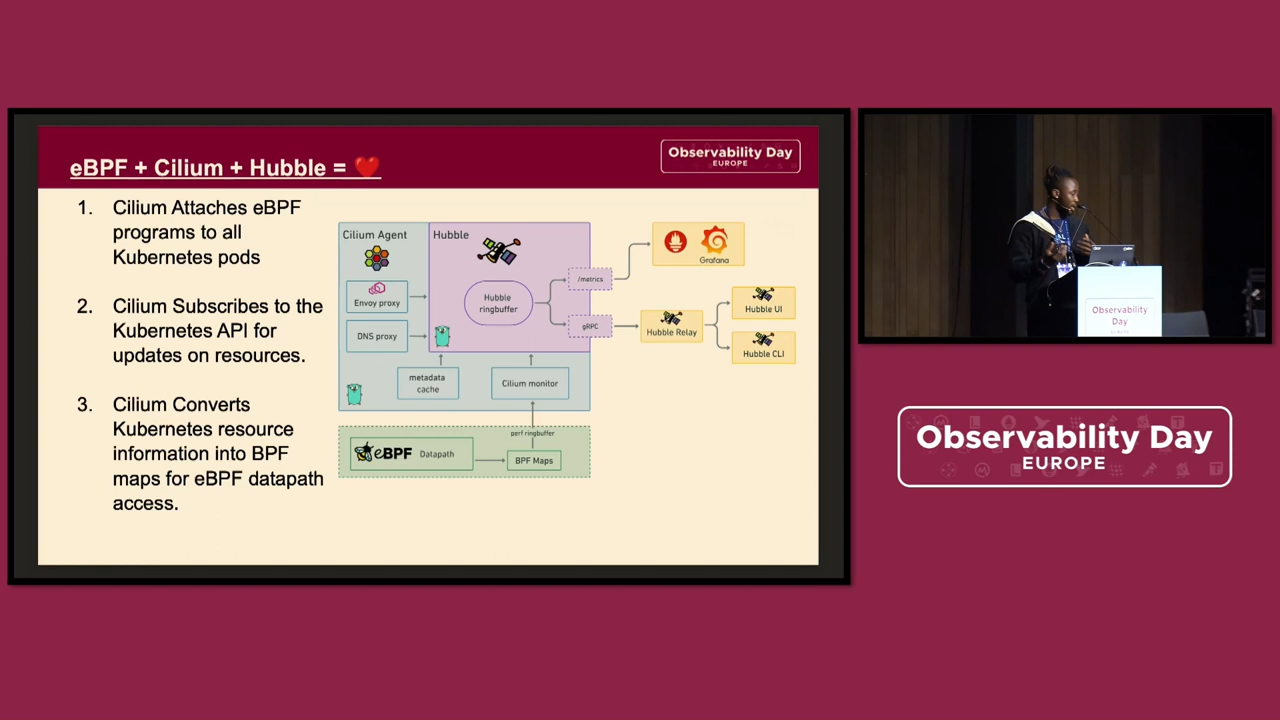 eBPF + Cilium + Hubble = ❤️
Observability Day
EUROPE
1. Cilium Attaches eBPF
programs to all
Kubernetes pods
2. Cilium Subscribes to the
Kubernetes API for
updates on resources.
3. Cilium Converts
Kubernetes resource
information into BPF
maps for eBPF datapath
access.
Cilium Agent
Hubble
Envoy proxy
DNS proxy
Hubble
ringbuffer
/metrics
gRPC
Grafana
Hubble Relay
Hubble UI
Hubble CLI
metadata
cache
Cilium monitor
perf ringbuffer
eBPF
Datapath
BPF Maps
Observability
Day
EUROPE
Observability Day
EUROPE